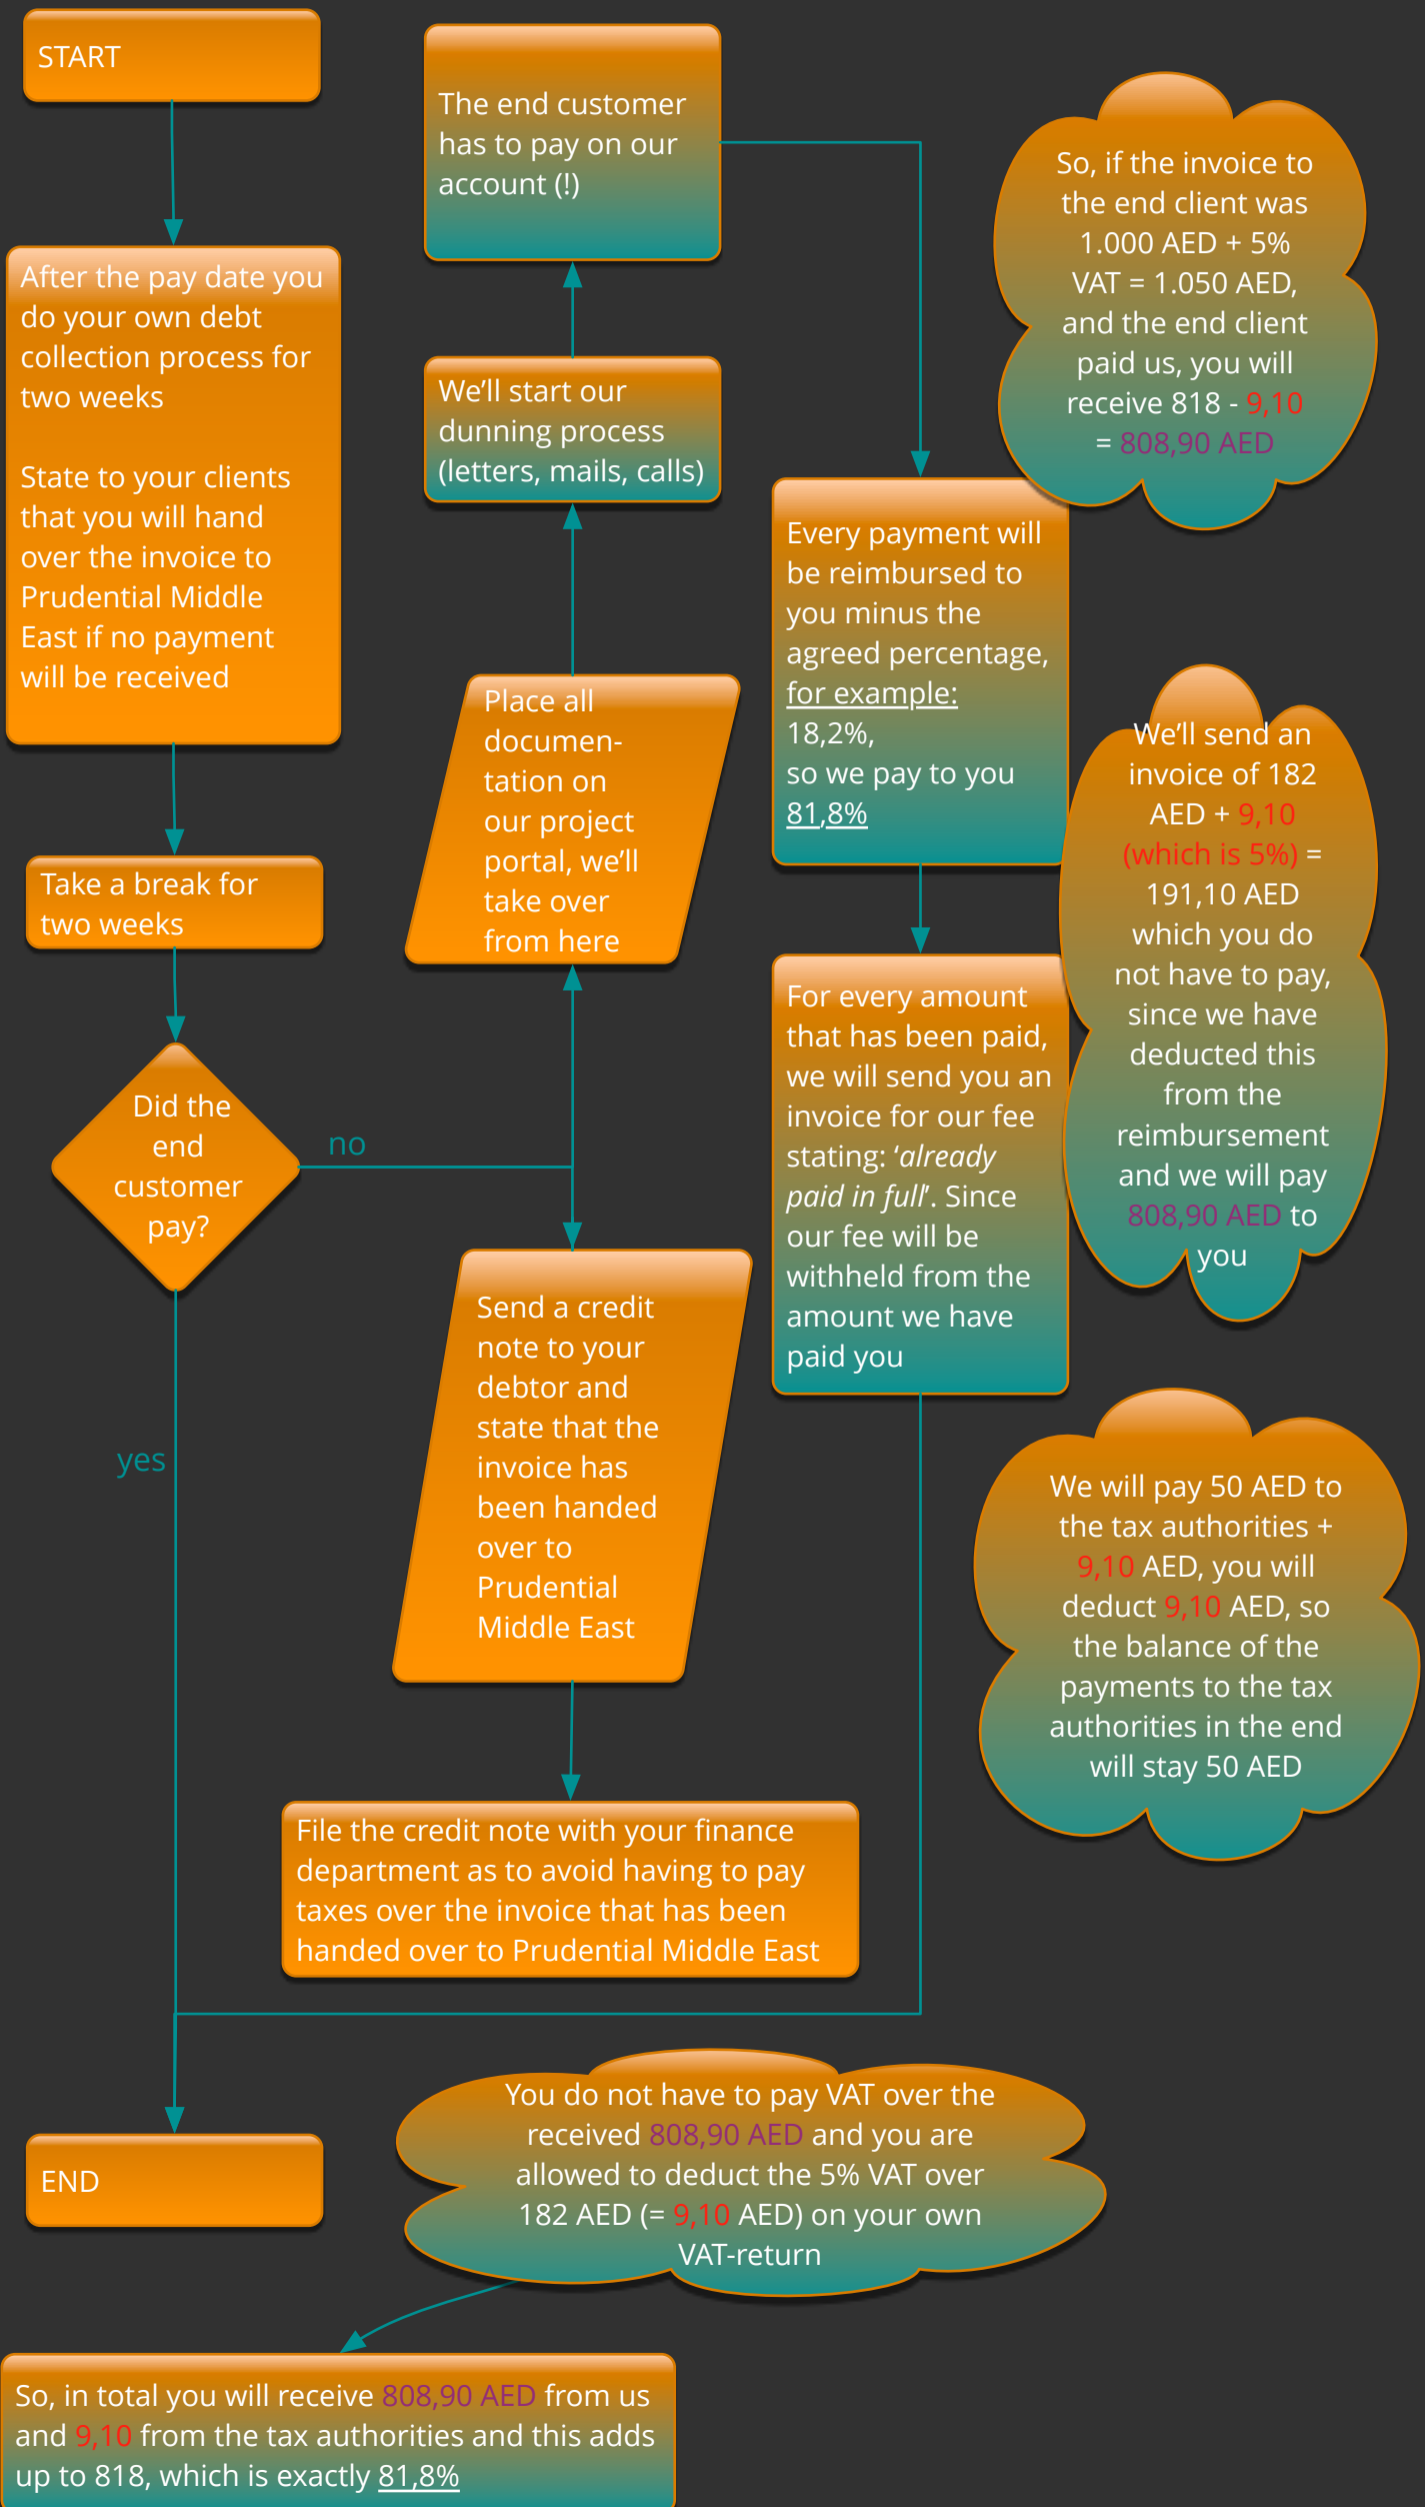 START
After the pay date you
do your own debt
collection process for
two weeks
State to your clients
that you will hand
over the invoice to
Prudential Middle
East if no payment
will be received
Take a break for
two weeks
Did the
end
customer
pay?
no
yes
The end customer
has to pay on our
account (!)
We’ll start our
dunning process
(letters, mails, calls)
Place all
documen-
tation on
our project
portal, we’ll
take over
from here
Send a credit
note to your
debtor and
state that the
invoice has
been handed
over to
Prudential
Middle East
File the credit note with your finance
department as to avoid having to pay
taxes over the invoice that has been
handed over to Prudential Middle East
Every payment will
be reimbursed to
you minus the
agreed percentage,
for example:
18,2%,
so we pay to you
81,8%
For every amount
that has been paid,
we will send you an
invoice for our fee
stating: ‘already
paid in full’. Since
our fee will be
withheld from the
amount we have
paid you
So, if the invoice to
the end client was
1.000 AED + 5%
VAT = 1.050 AED,
and the end client
paid us, you will
receive 818 - 9,10
= 808,90 AED
We’ll send an
invoice of 182
AED + 9,10
(which is 5%) =
191,10 AED
which you do
not have to pay,
since we have
deducted this
from the
reimbursement
and we will pay
808,90 AED to
you
We will pay 50 AED to
the tax authorities +
9,10 AED, you will
deduct 9,10 AED, so
the balance of the
payments to the tax
authorities in the end
will stay 50 AED
END
You do not have to pay VAT over the
received 808,90 AED and you are
allowed to deduct the 5% VAT over
182 AED (= 9,10 AED) on your own
VAT-return
So, in total you will receive 808,90 AED from us
and 9,10 from the tax authorities and this adds
up to 818, which is exactly 81,8%